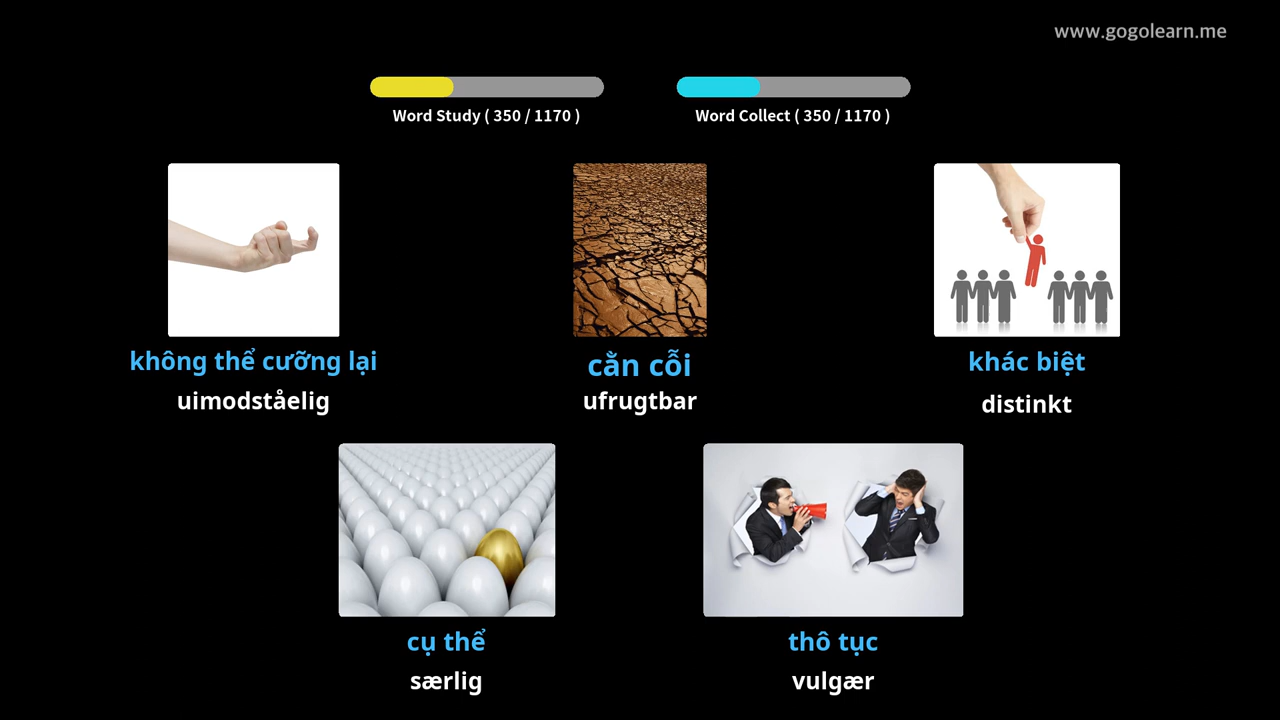 www.gogolearn.me
Word Study ( 350 / 1170 )
Word Collect ( 350 / 1170 )
không thể cưỡng lại
uimodståelig
cằn cỗi
ufrugtbar
khác biệt
distinkt
cụ thể
særlig
thô tục
vulgær